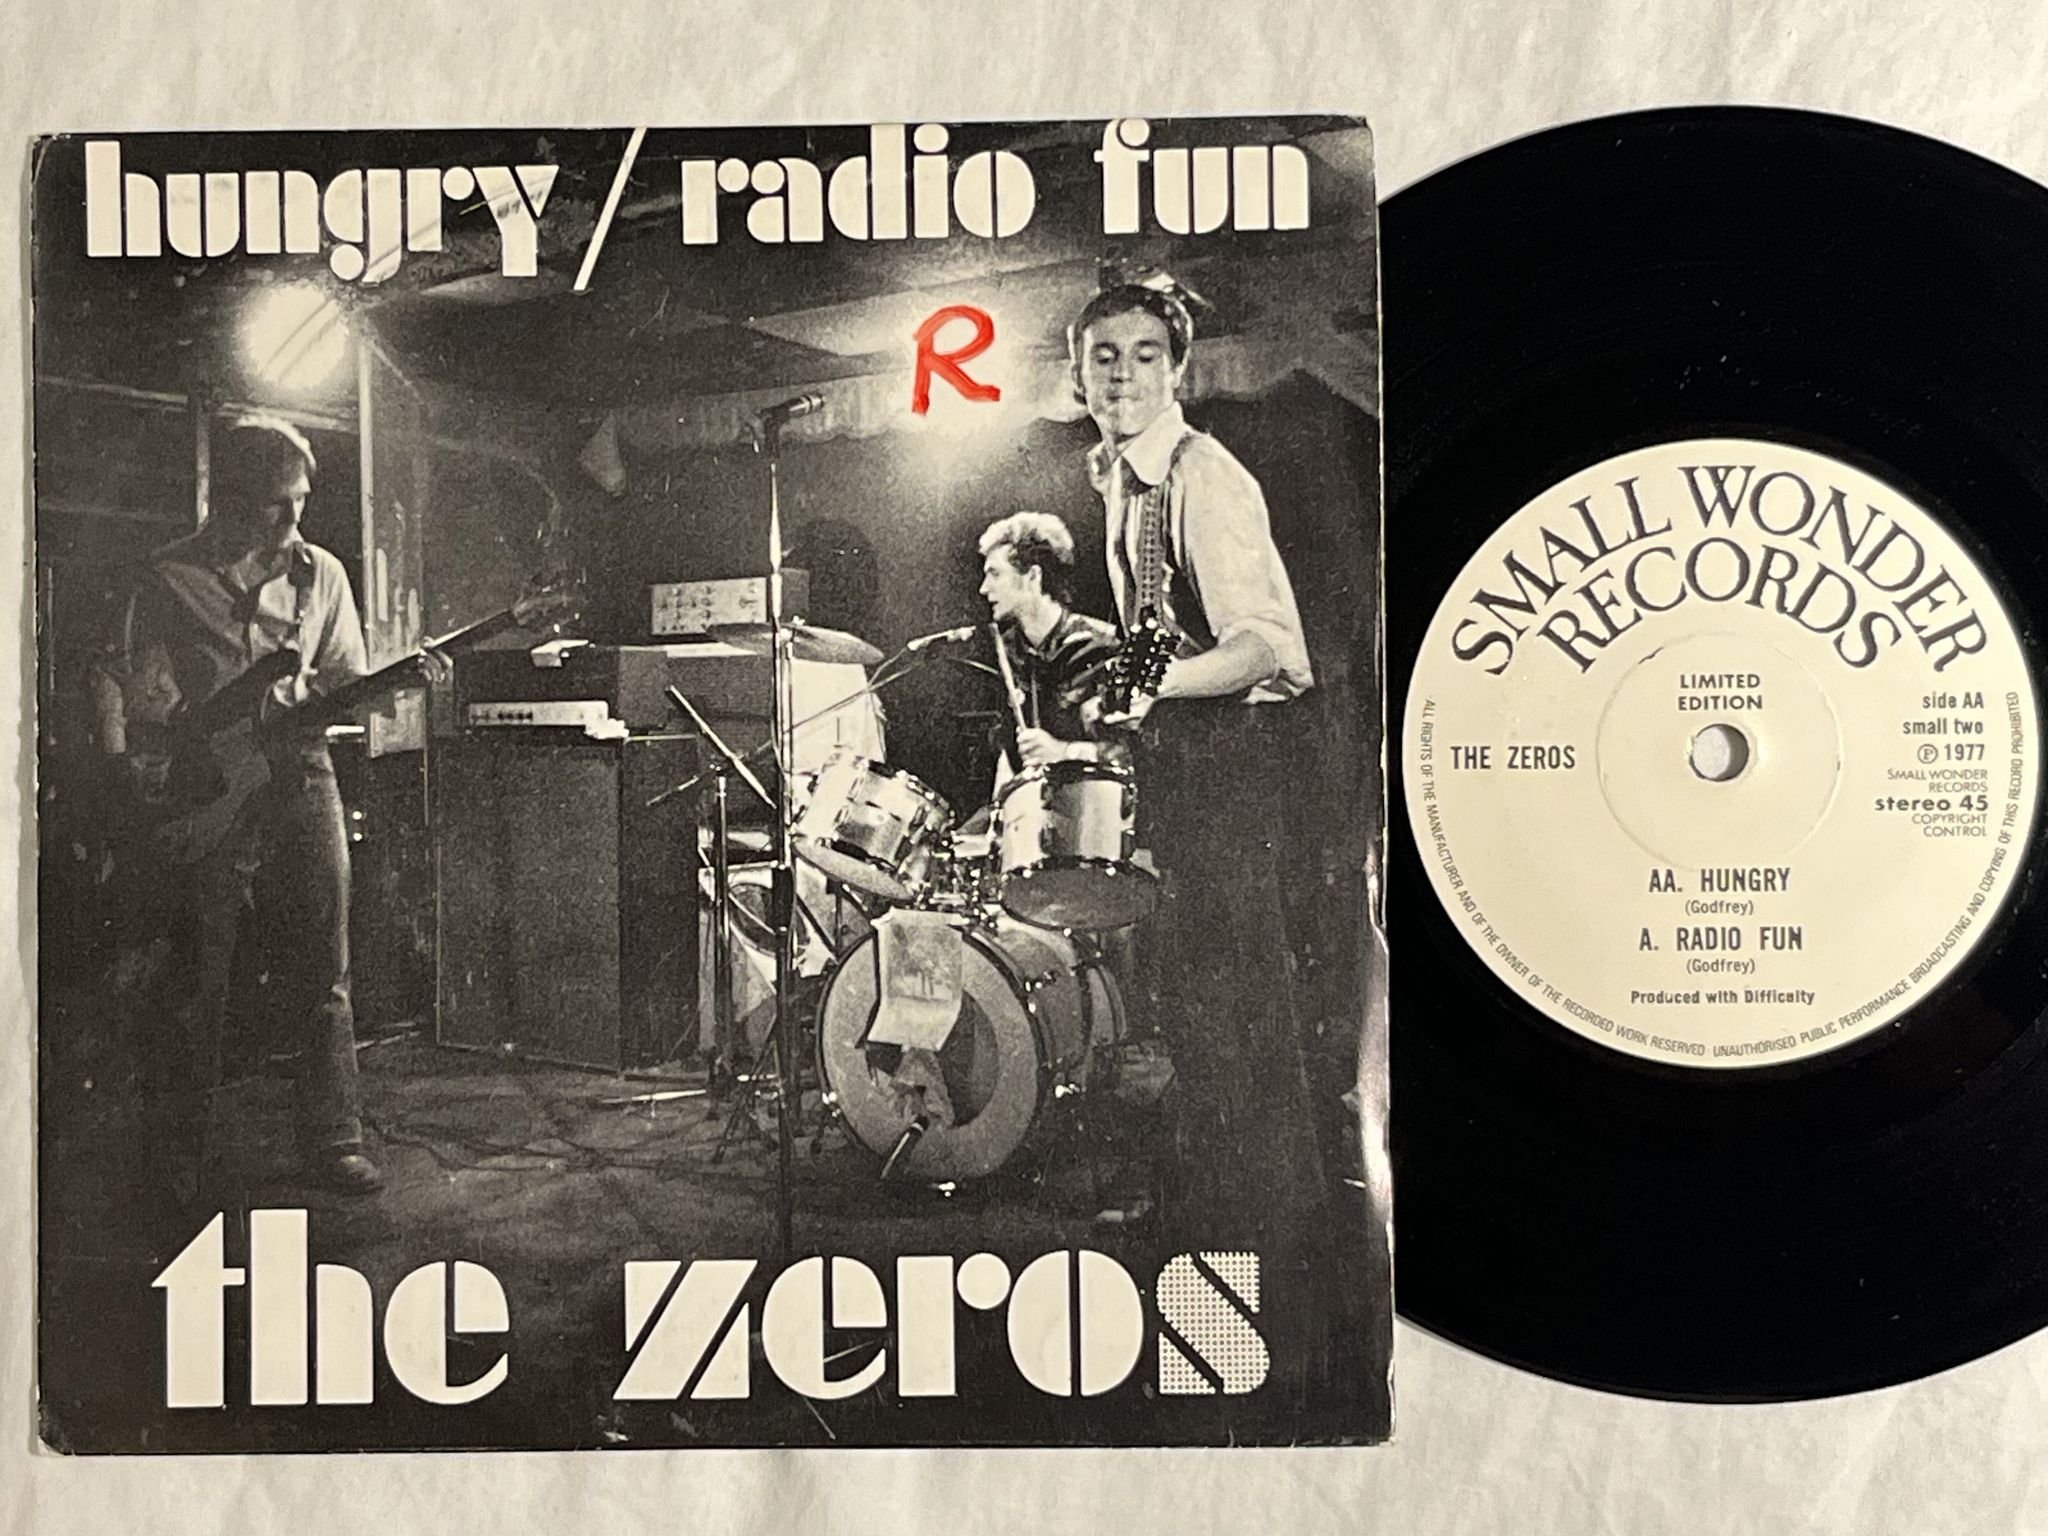 hungry / radio fun
R
the zeros
SMALL WONDER
RECORDS
LIMITED
EDITION
THE ZEROS
side AA
small two
℗ 1977
SMALL WONDER
RECORDS
stereo 45
COPYRIGHT
CONTROL
AA. HUNGRY
(Godfrey)
A. RADIO FUN
(Godfrey)
Produced with Difficalty
ALL RIGHTS OF THE MANUFACTURER AND OF THE OWNER OF THE RECORDED WORK RESERVED · UNAUTHORISED PUBLIC PERFORMANCE BROADCASTING AND COPYING OF THIS RECORD PROHIBITED